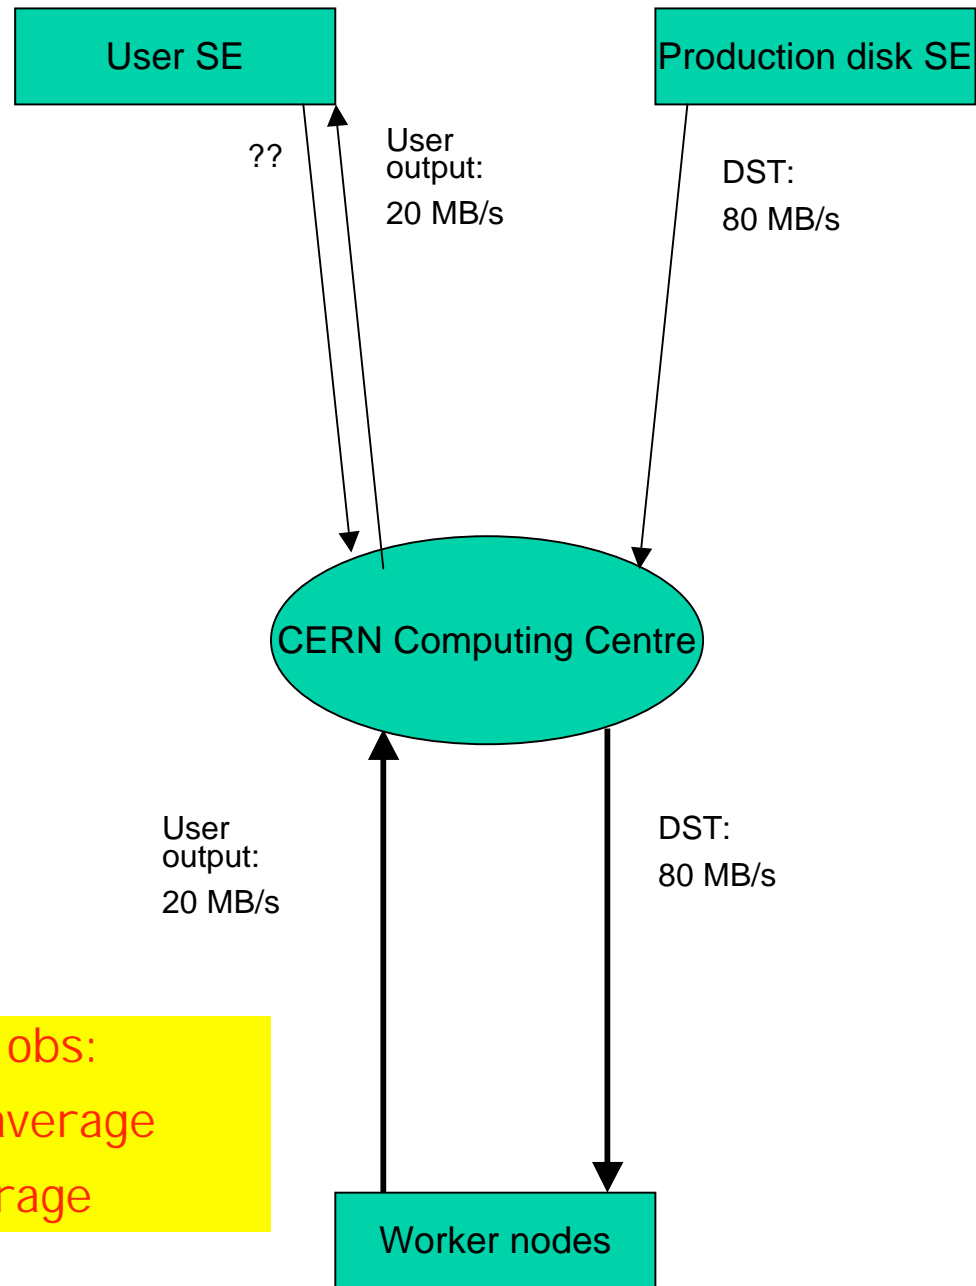 User SE
Production disk SE
??
User
output:
20 MB/s
DST:
80 MB/s
CERN Computing Centre
User
output:
20 MB/s
DST:
80 MB/s
obs:
average
rage
Worker nodes